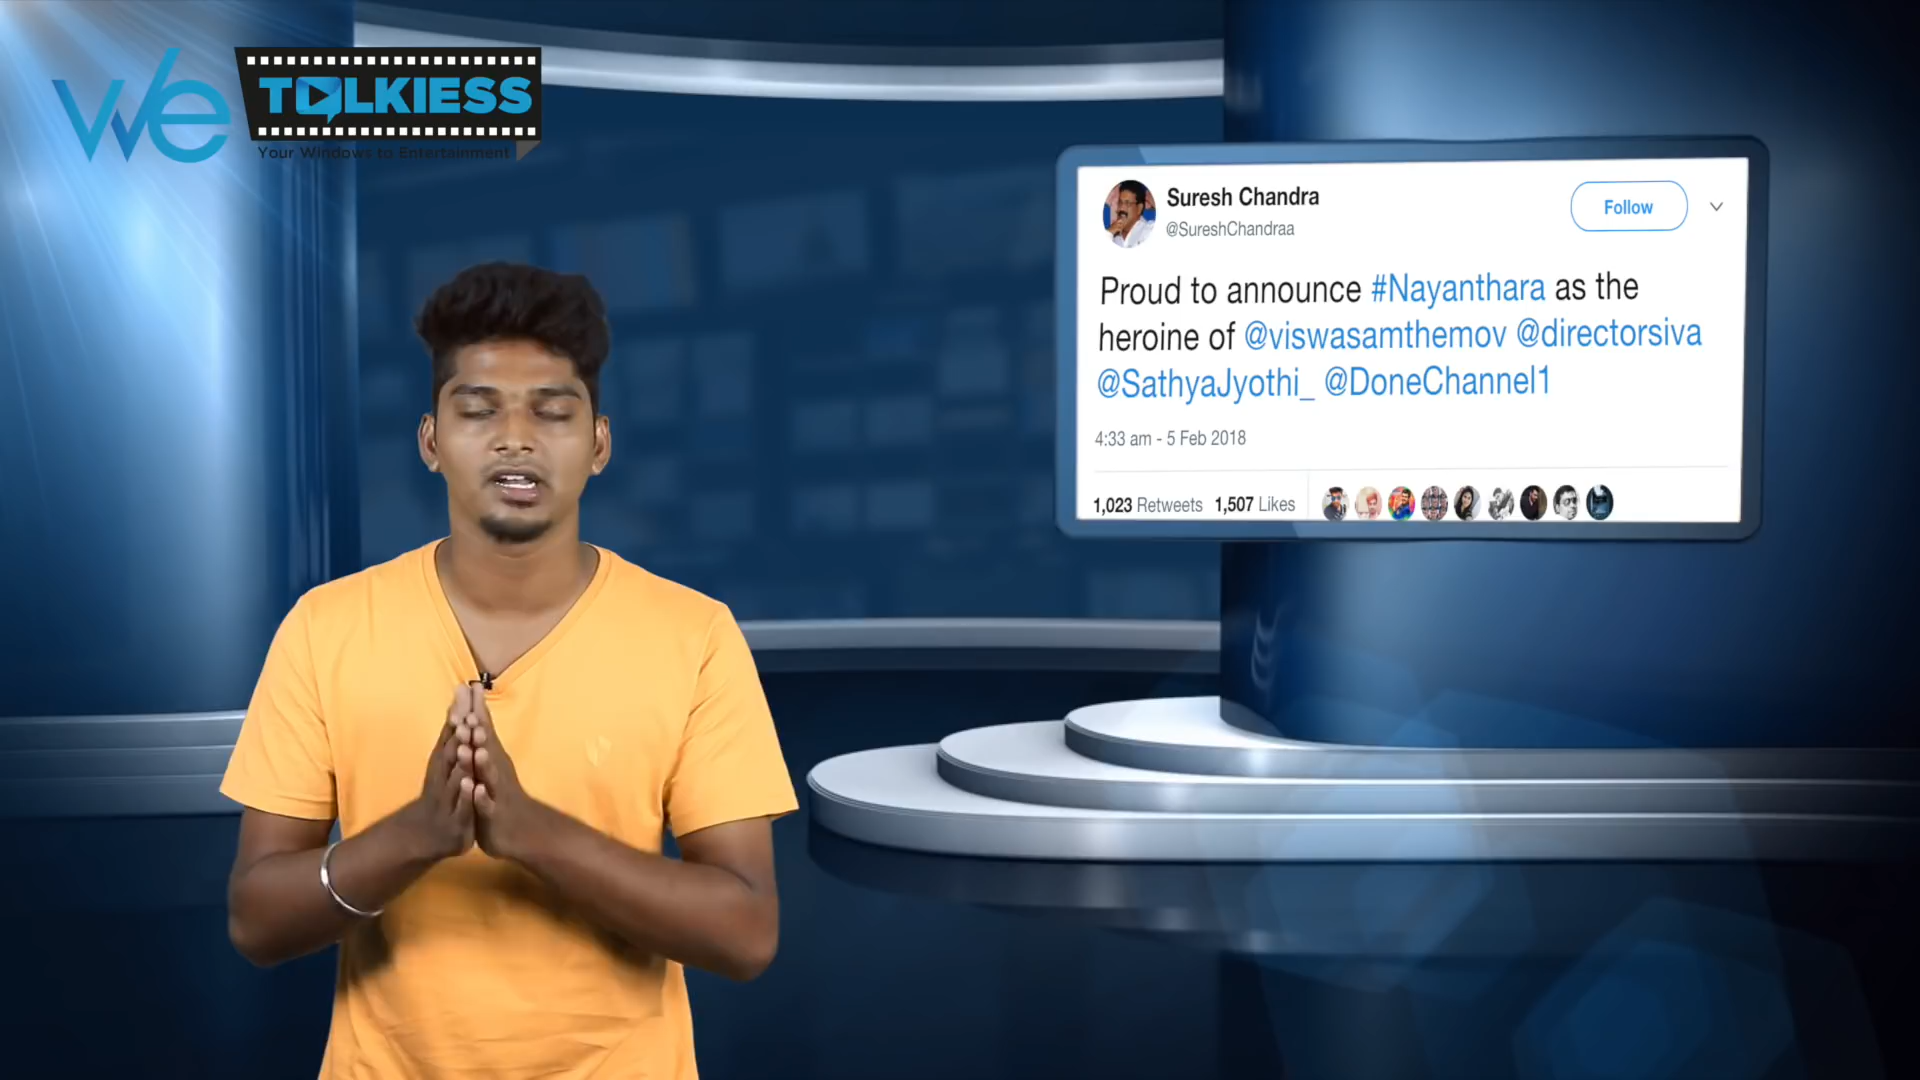 we
TALKIESS
Your Windows to Entertainment
Suresh Chandra
@SureshChandraa
Follow
Proud to announce #Nayanthara as the
heroine of @viswasamthemov @directorsiva
@SathyaJyothi_ @DoneChannel1
4:33 am - 5 Feb 2018
1,023 Retweets 1,507 Likes